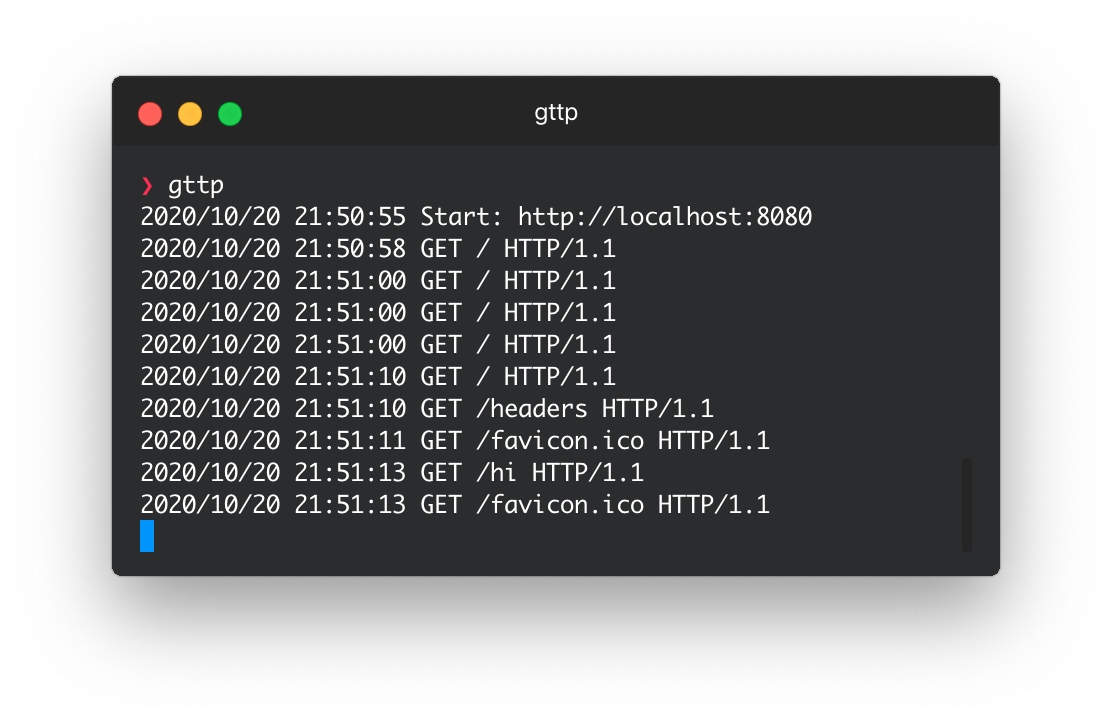 gttp
❯ gttp
2020/10/20 21:50:55 Start: http://localhost:8080
2020/10/20 21:50:58 GET / HTTP/1.1
2020/10/20 21:51:00 GET / HTTP/1.1
2020/10/20 21:51:00 GET / HTTP/1.1
2020/10/20 21:51:00 GET / HTTP/1.1
2020/10/20 21:51:10 GET / HTTP/1.1
2020/10/20 21:51:10 GET /headers HTTP/1.1
2020/10/20 21:51:11 GET /favicon.ico HTTP/1.1
2020/10/20 21:51:13 GET /hi HTTP/1.1
2020/10/20 21:51:13 GET /favicon.ico HTTP/1.1